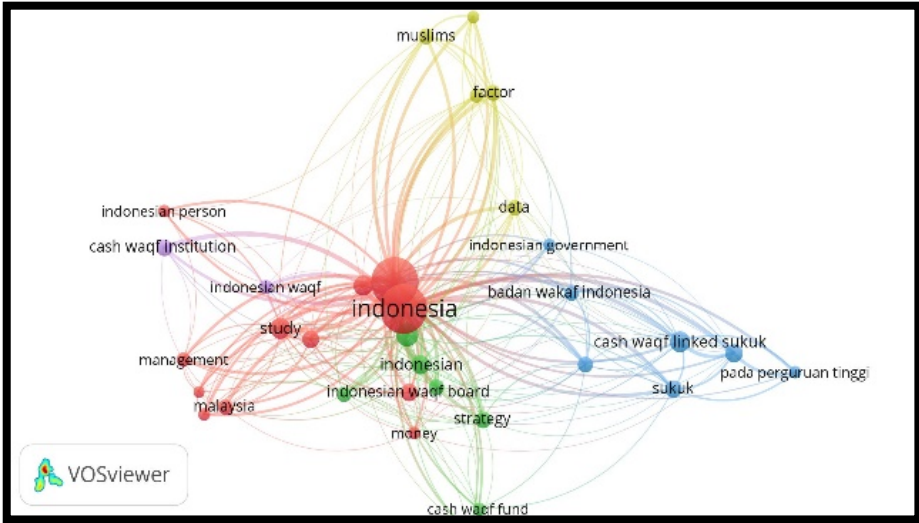 muslims
factor
data
indonesian person
indonesian government
cash waqf institution
indonesian waqf
badan wakaf indonesia
indonesia
study
cash waqf linked sukuk
management
indonesian
pada perguruan tinggi
sukuk
indonesian waqf board
malaysia
strategy
money
VOSviewer
cash waqf fund